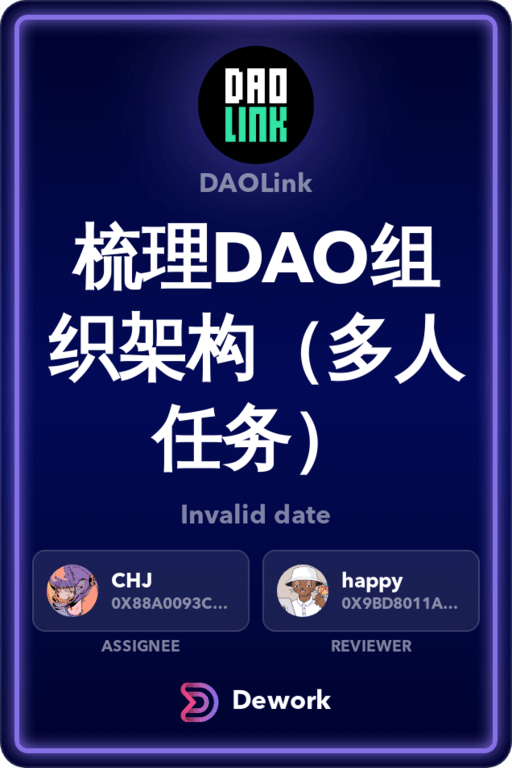 DAO
LINK
DAOLink
梳理DAO组
织架构（多人
任务）
Invalid date
CHJ
0X88A0093C...
happy
0X9BD8011A...
ASSIGNEE
REVIEWER
Dework